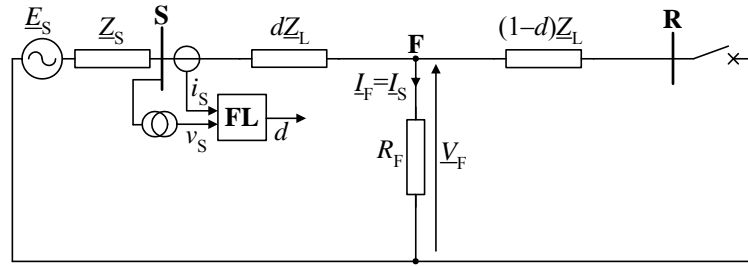 E_S
Z_S
S
dZ_L
F
(1–d)Z_L
R
i_S
I_F=I_S
FL
v_S
d
R_F
V_F